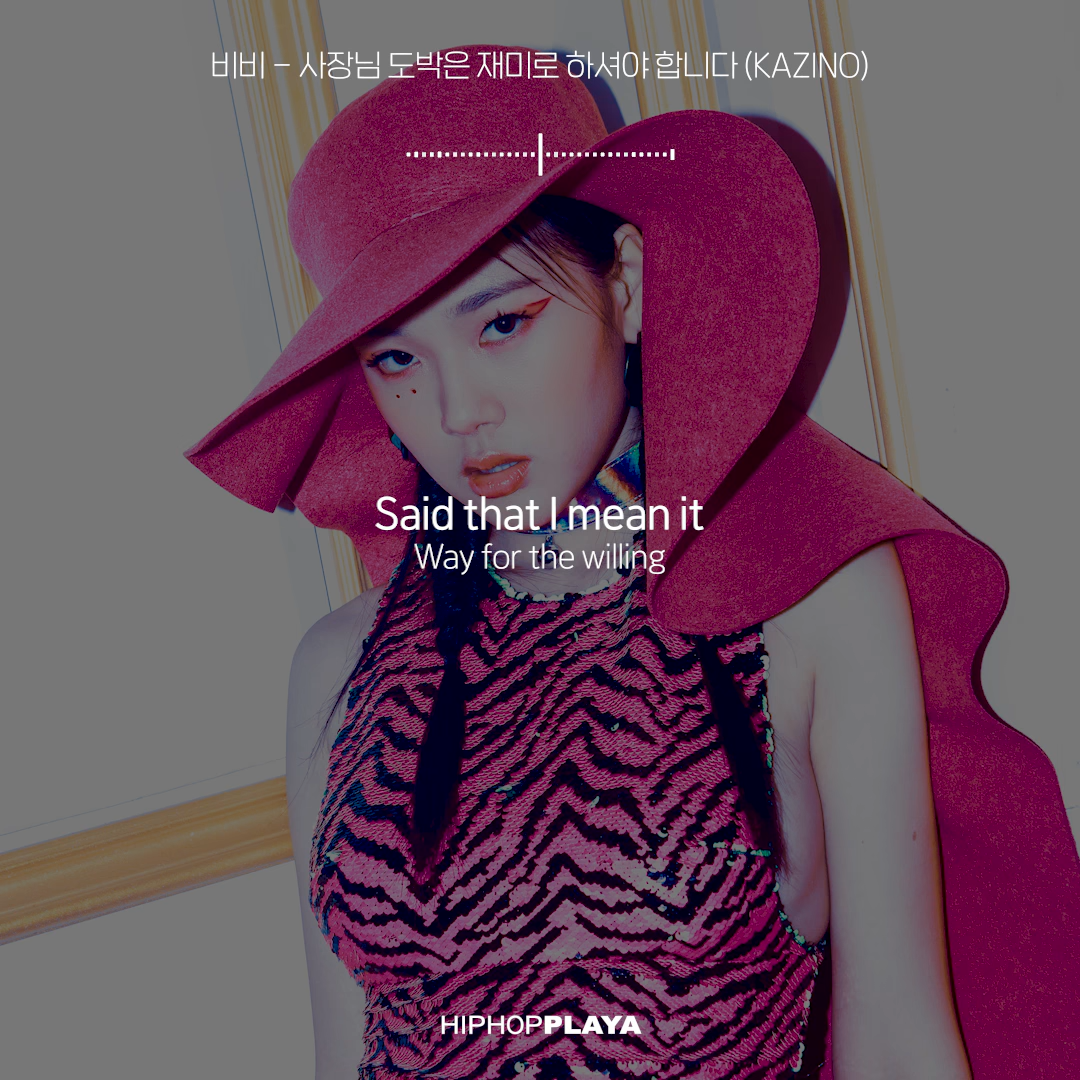 비비 - 사장님 도박은 재미로 하셔야 합니다 (KAZINO)
Said that I mean it
Way for the willing
HIPHOPPLAYA